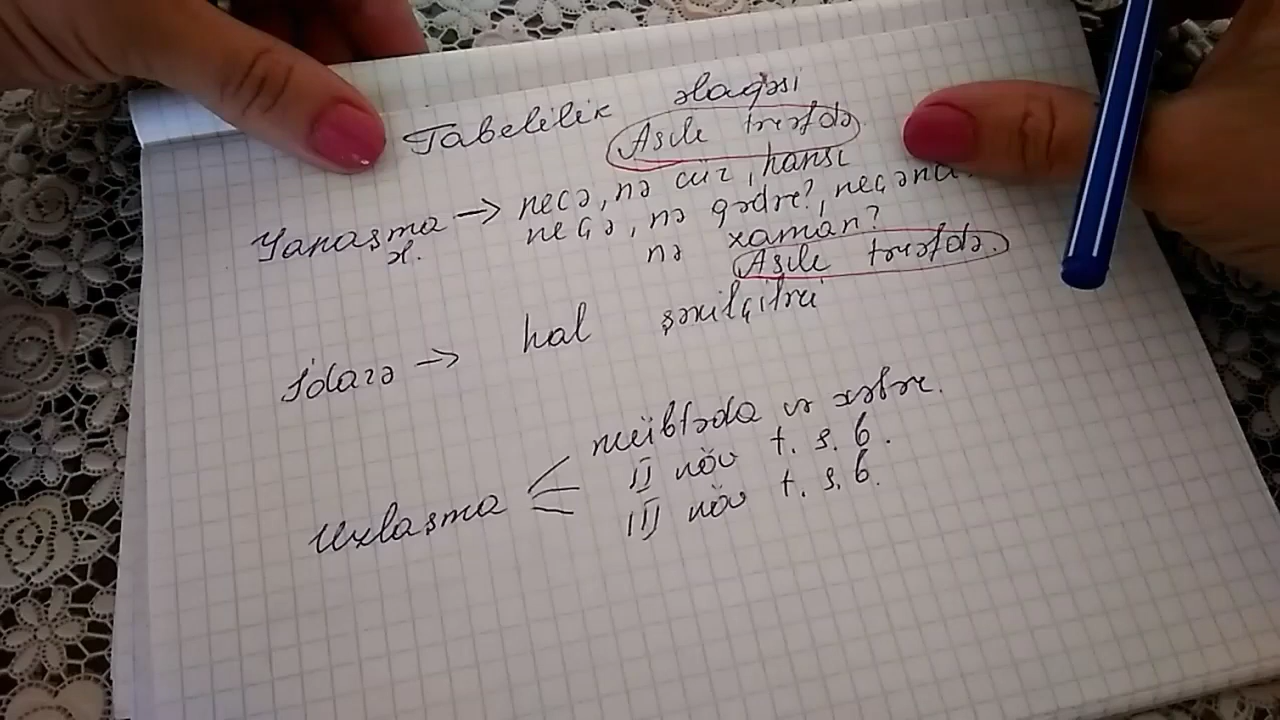 Tabelilik əlaqəsi
Asılı tərəfdə
Yanaşma ə. → necə, nə cür, hansı
neçə, nə qədər?, neçənci
nə zaman?
Asılı tərəfdə.
İdarə → hal şəkilçiləri
Uzlaşma < mübtəda və xəbər.
II növ t. s. b.
III növ t. s. b.